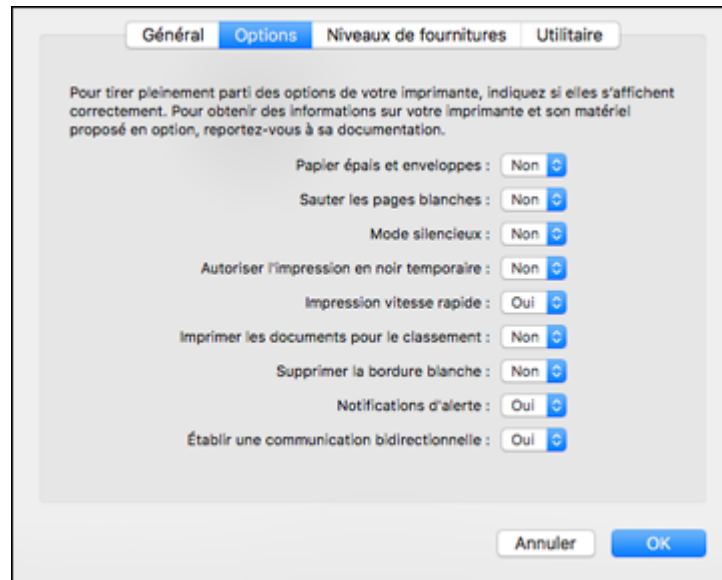 Général Options Niveaux de fournitures Utilitaire
Pour tirer pleinement parti des options de votre imprimante, indiquez si elles s'affichent
correctement. Pour obtenir des informations sur votre imprimante et son matériel
proposé en option, reportez-vous à sa documentation.
Papier épais et enveloppes : Non
Sauter les pages blanches : Non
Mode silencieux : Non
Autoriser l'impression en noir temporaire : Non
Impression vitesse rapide : Oui
Imprimer les documents pour le classement : Non
Supprimer la bordure blanche : Non
Notifications d'alerte : Oui
Établir une communication bidirectionnelle : Oui
Annuler OK